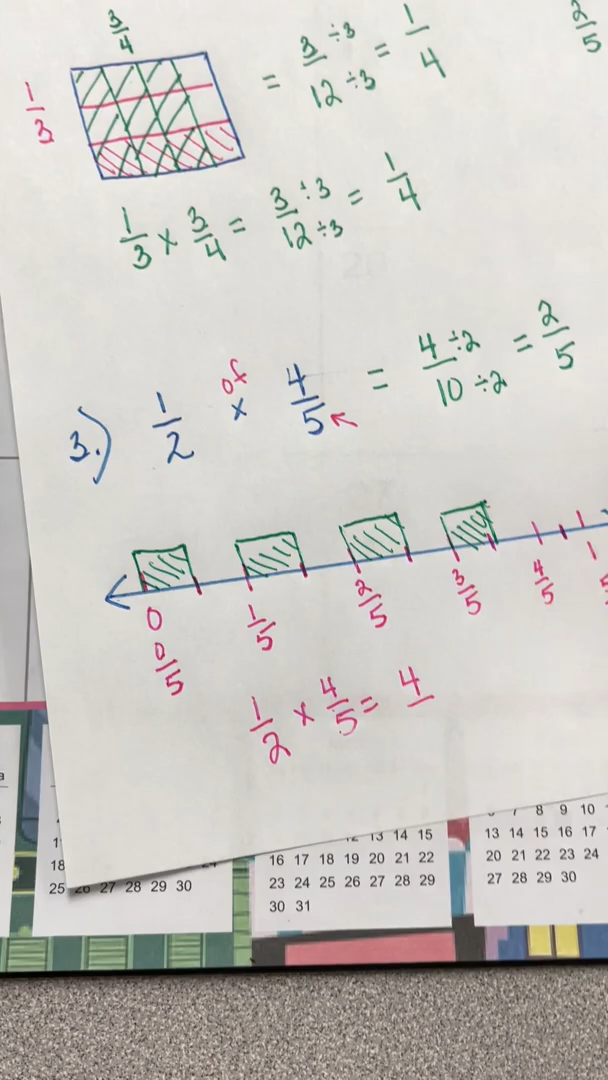 3/4
2/5
1/3
= 3÷3/12÷3 = 1/4
1/3 × 3/4 = 3÷3/12÷3 = 1/4
of
3.) 1/2 × 4/5 = 4÷2/10÷2 = 2/5
0 1/5 2/5 3/5 4/5 1
0/5
1/2 × 4/5 = 4
8 9 10
13 14 15
13 14 15 16 17
18
16 17 18 19 20 21 22
20 21 22 23 24
25 26 27 28 29 30
23 24 25 26 27 28 29
27 28 29 30
30 31